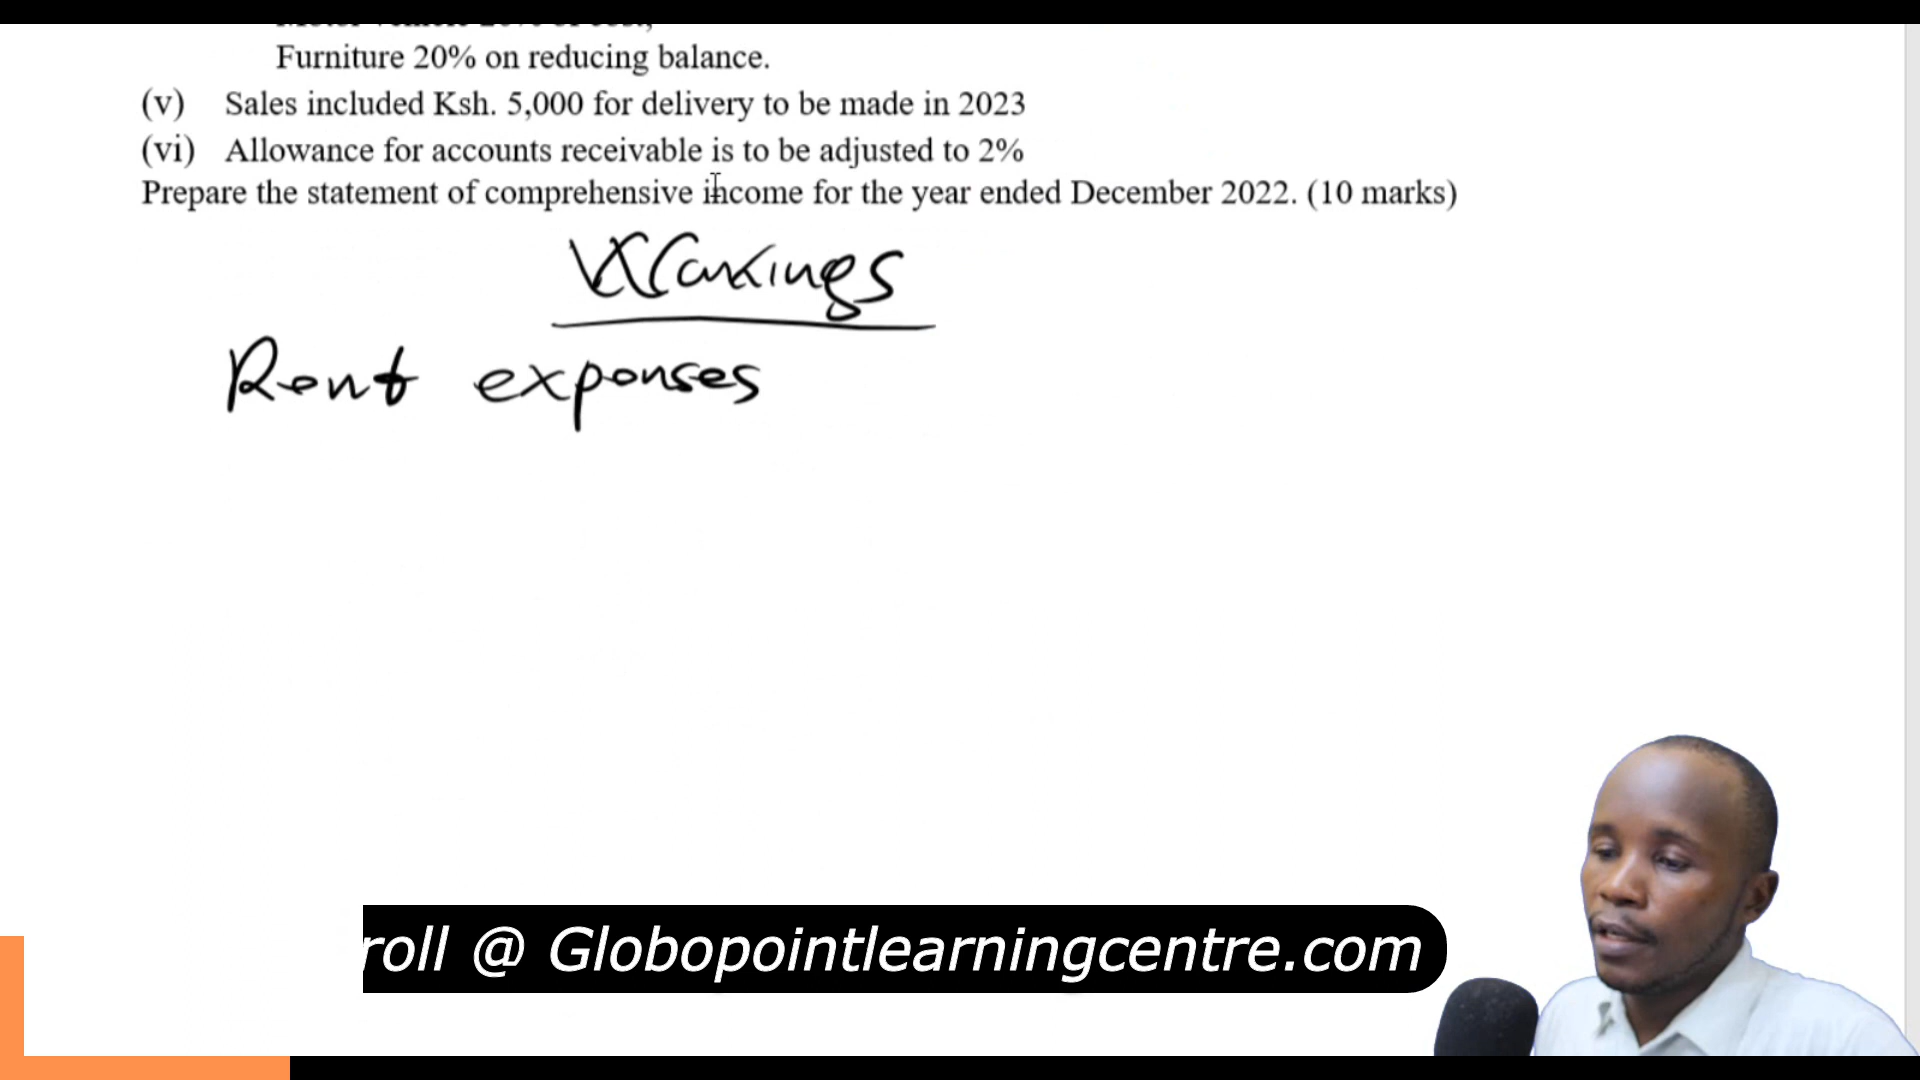 Furniture 20% on reducing balance.
(v) Sales included Ksh. 5,000 for delivery to be made in 2023
(vi) Allowance for accounts receivable is to be adjusted to 2%
Prepare the statement of comprehensive income for the year ended December 2022. (10 marks)
Workings
Rent expenses
roll @ Globopointlearningcentre.com